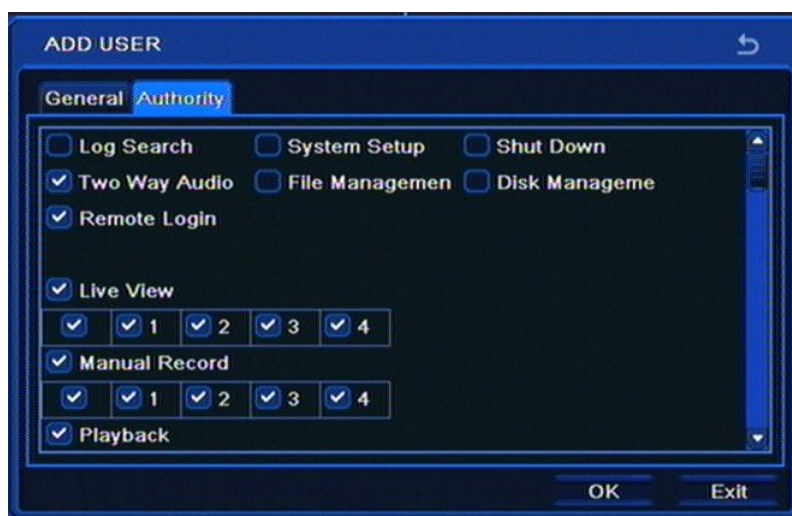 ADD USER
General Authority
Log Search System Setup Shut Down
Two Way Audio File Managemen Disk Manageme
Remote Login
Live View
1 2 3 4
Manual Record
1 2 3 4
Playback
OK Exit